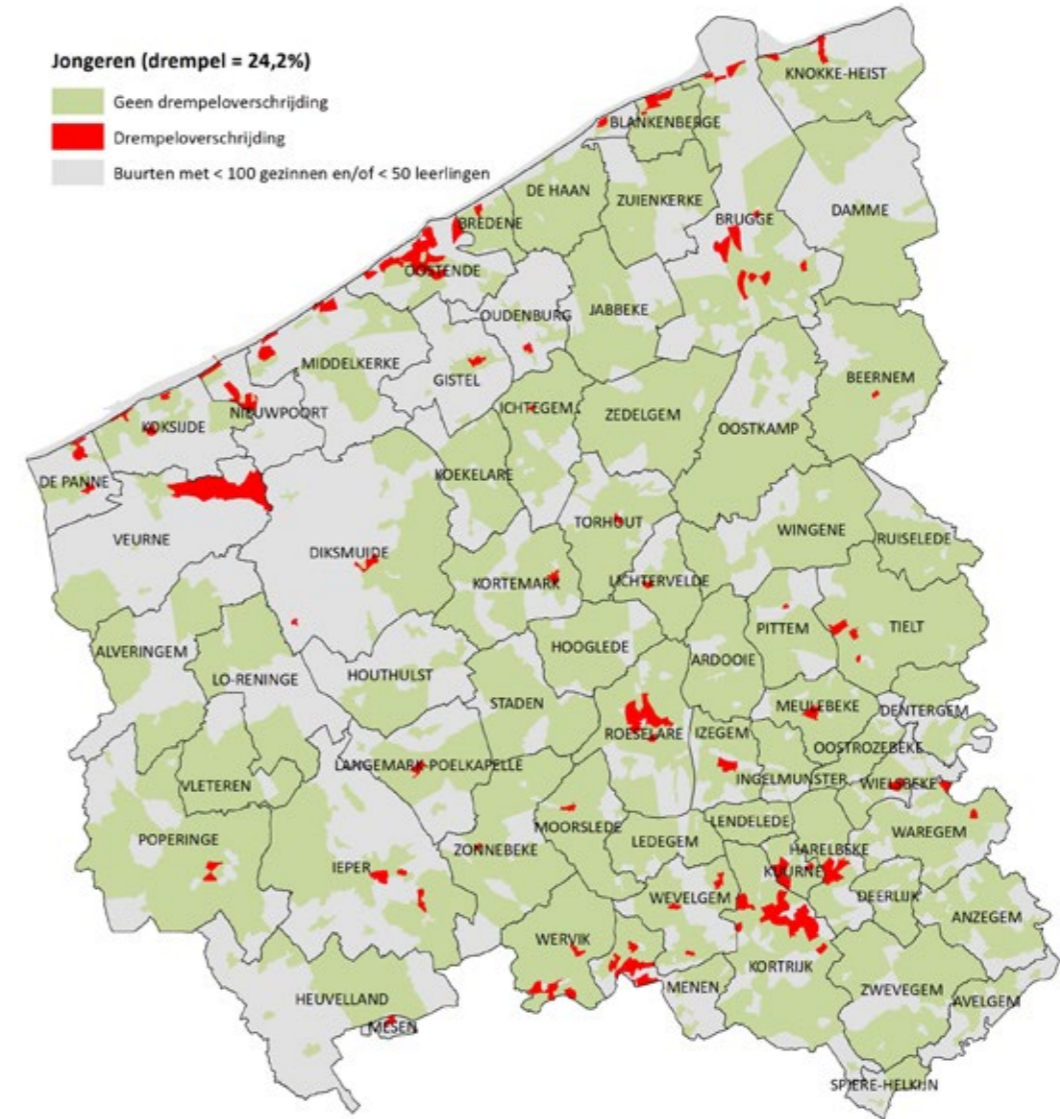 Jongeren (drempel = 24,2%)
Geen drempeloverschrijding
Drempeloverschrijding
Buurten met < 100 gezinnen en/of < 50 leerlingen
KNOKKE-HEIST
BLANKENBERGE
DE HAAN
ZUIENKERKE
BRUGGE
DAMME
BREDENE
OOSTENDE
OUDENBURG
JABBEKE
MIDDELKERKE
GISTEL
BEERNEM
NIEUWPOORT
ICHTEGEM
ZEDELGEM
OOSTKAMP
KOKSIJDE
DE PANNE
KOEKELARE
VEURNE
TORHOUT
WINGENE
RUISELEDE
DIKSMUIDE
KORTEMARK
LICHTERVELDE
PITTEM
TIELT
ALVERINGEM
HOOGLEDE
ARDOOIE
LO-RENINGE
HOUTHULST
STADEN
MEULEBEKE
DENTERGEM
ROESELARE
IZEGEM
OOSTROZEBEKE
LANGEMARK-POELKAPELLE
INGELMUNSTER
WIELSBEKE
VLETEREN
MOORSLEDE
LENDELEDE
WAREGEM
POPERINGE
LEDEGEM
HARELBEKE
IEPER
ZONNEBEKE
KUURNE
WEVELGEM
DEERLIJK
ANZEGEM
WERVIK
KORTRIJK
MENEN
ZWEVEGEM
HEUVELLAND
AVELGEM
MESEN
SPIERE-HELKIJN